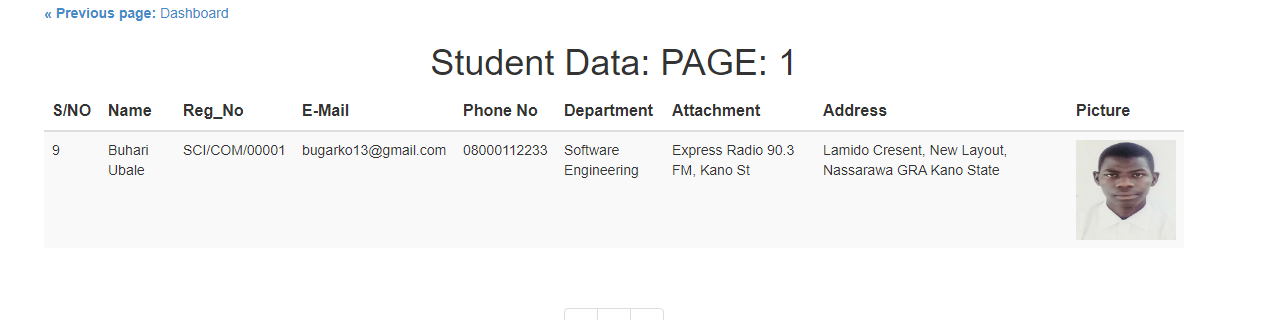 « Previous page: Dashboard
Student Data: PAGE: 1
S/NO Name Reg_No E-Mail Phone No Department Attachment Address Picture
9 Buhari SCI/COM/00001 bugarko13@gmail.com 08000112233 Software Express Radio 90.3 Lamido Cresent, New Layout,
Ubale Engineering FM, Kano St Nassarawa GRA Kano State